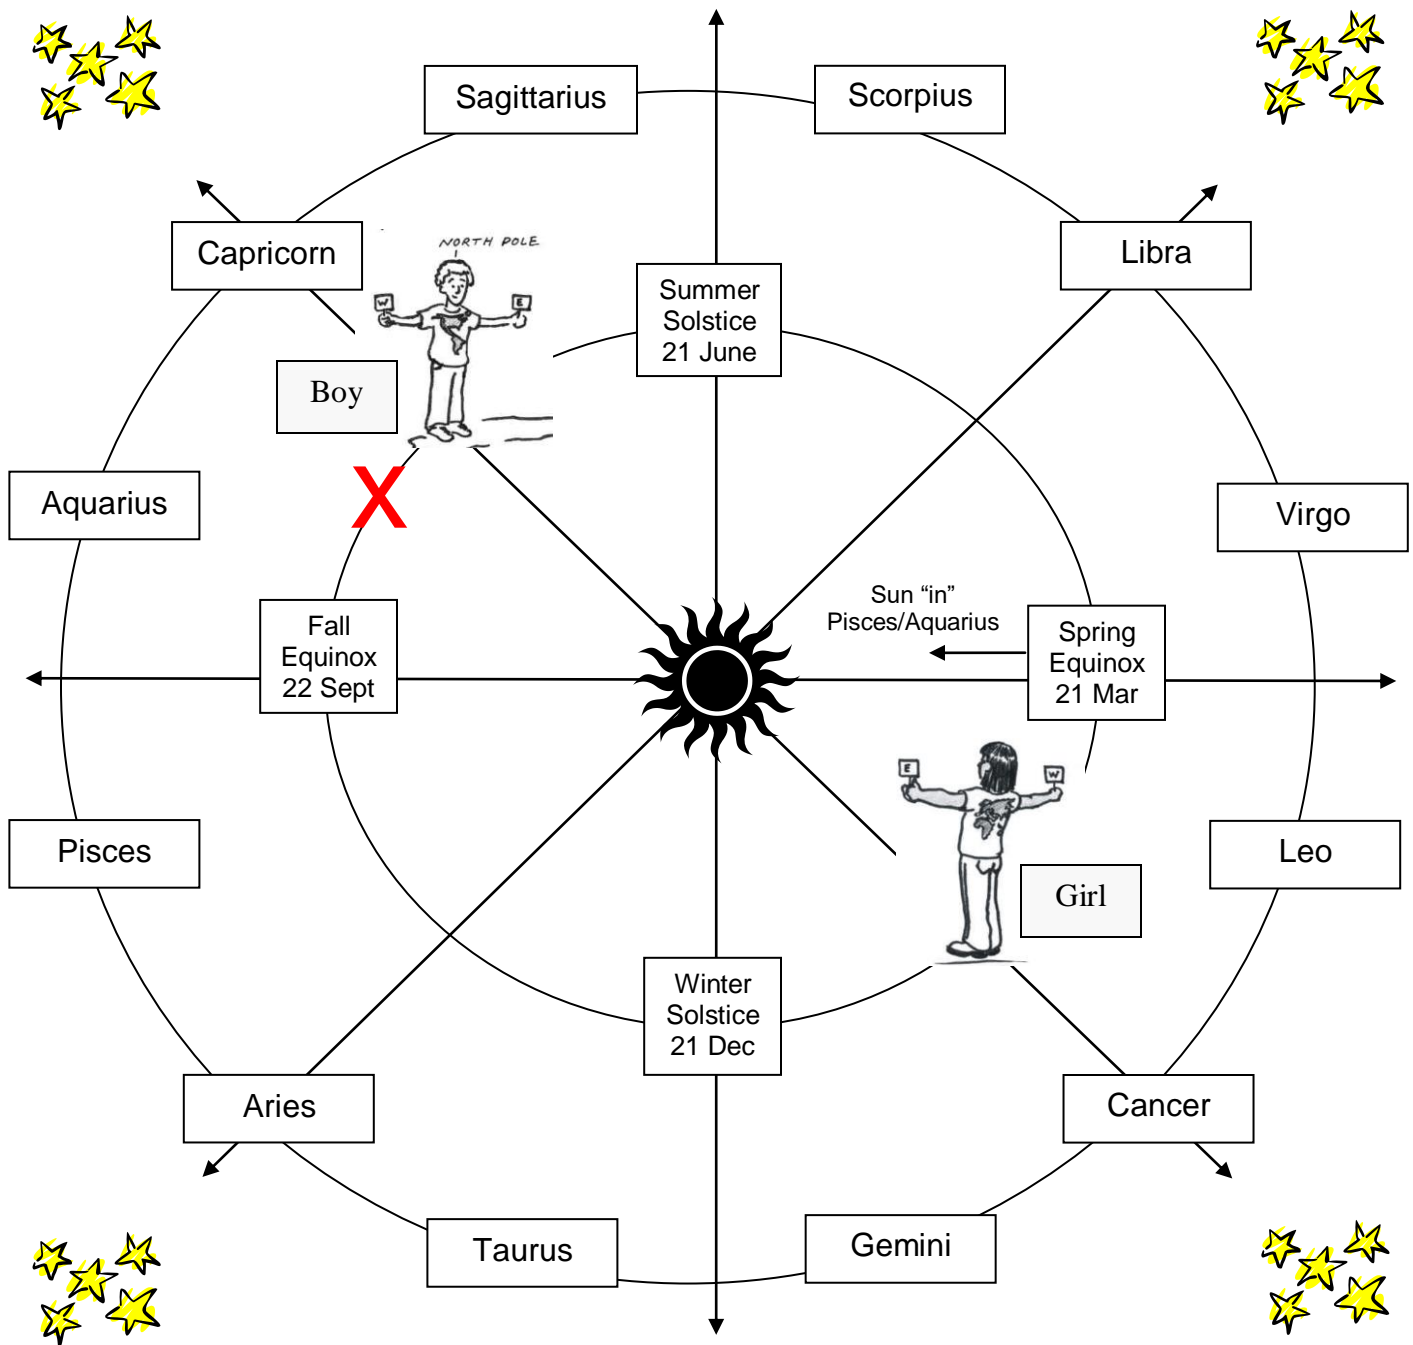 Sagittarius
Scorpius
Capricorn
NORTH POLE
Libra
W
E
Summer
Solstice
21 June
Boy
X
Aquarius
Virgo
Sun “in”
Pisces/Aquarius
Fall
Equinox
22 Sept
Spring
Equinox
21 Mar
E
W
Pisces
Leo
Girl
Winter
Solstice
21 Dec
Aries
Cancer
Taurus
Gemini